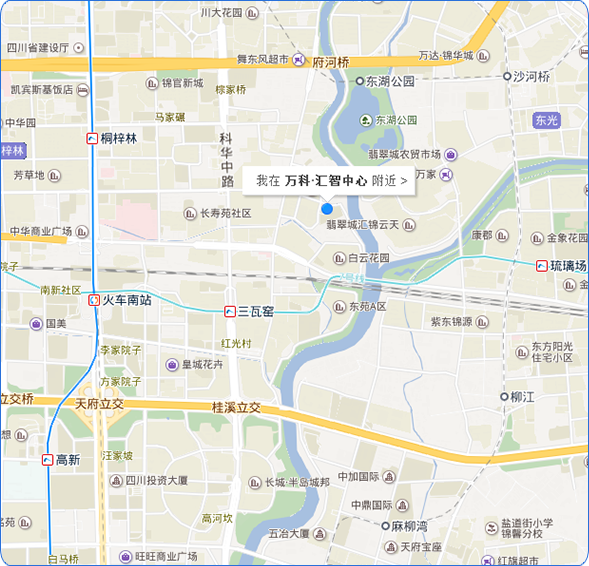 川大花园
四川省建设厅
舞东风超市
府河桥
万达·锦华城
凯宾斯基饭店
锦官新城
棕家桥
东湖公园
沙河桥
中华园
马家碾
东湖公园
东光
桐梓林
科华中路
梓林
翡翠城农贸市场
芳草地
我在 万科·汇智中心 附近 >
万家
长寿苑社区
中华商业广场
翡翠城汇锦云天
康郡
金象花园
白云花园
院子
7号线
琉璃场
南新社区
火车南站
三瓦窑
东苑A区
金
国美
紫东锦源
红光村
李家院子
皇城花卉
东方阳光
住宅小区
方家院子
立交桥
天府立交
桂溪立交
柳江
想
高新
汪家坡
四川投资大厦
长城·半岛城邦
中加国际
中鼎国际
名苑
高河坎
五冶大厦
麻柳湾
盐道街小学
锦馨分校
白马桥
旺旺商业广场
天府宝座
红旗超市